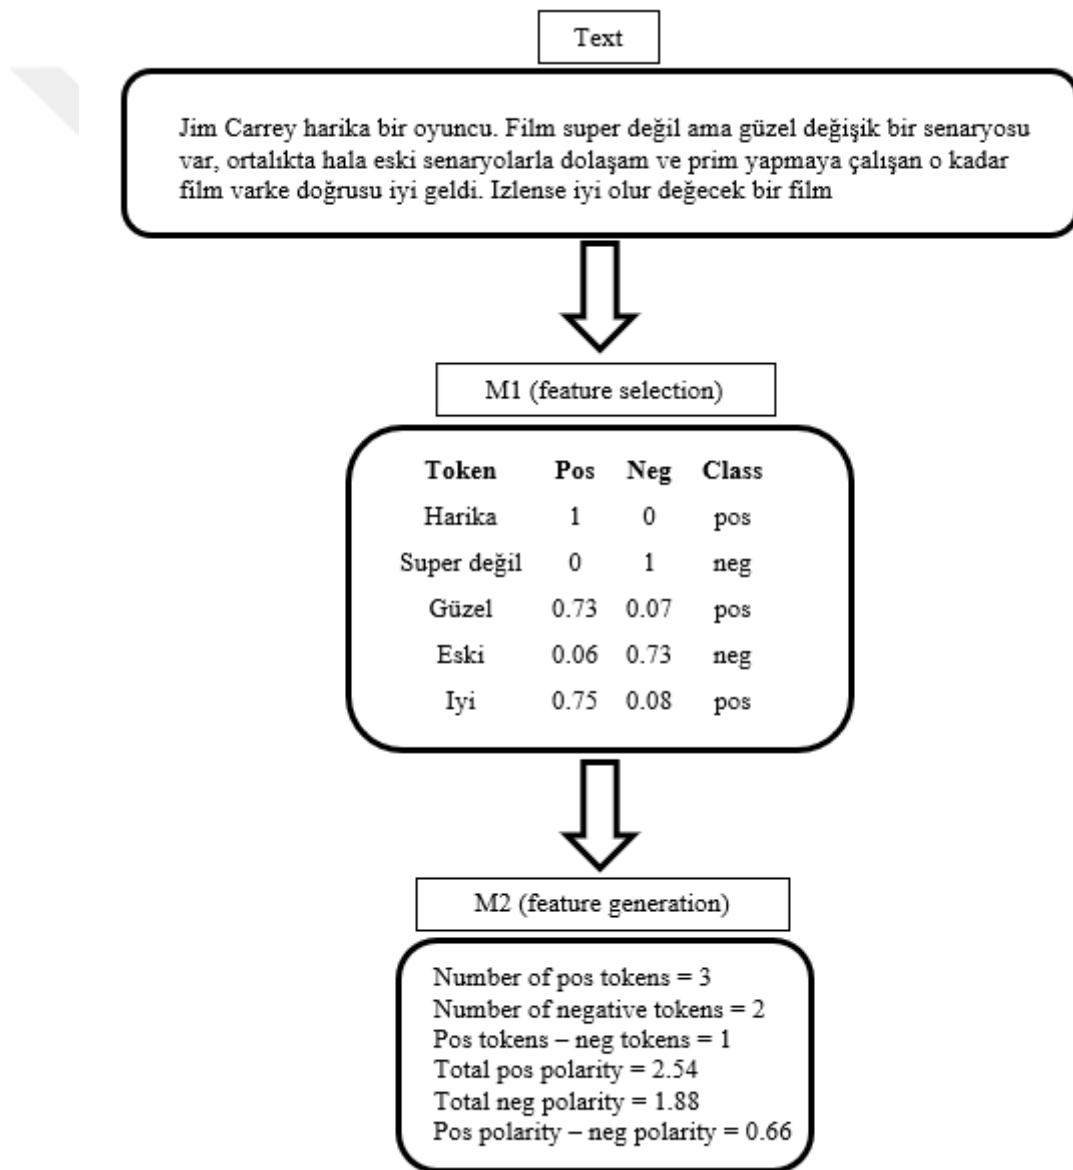 Text
Jim Carrey harika bir oyuncu. Film super değil ama güzel değişik bir senaryosu
var, ortalıkta hala eski senaryolarla dolaşam ve prim yapmaya çalışan o kadar
film varke doğrusu iyi geldi. Izlense iyi olur değecek bir film
M1 (feature selection)
Token Pos Neg Class
Harika 1 0 pos
Super değil 0 1 neg
Güzel 0.73 0.07 pos
Eski 0.06 0.73 neg
Iyi 0.75 0.08 pos
M2 (feature generation)
Number of pos tokens = 3
Number of negative tokens = 2
Pos tokens – neg tokens = 1
Total pos polarity = 2.54
Total neg polarity = 1.88
Pos polarity – neg polarity = 0.66